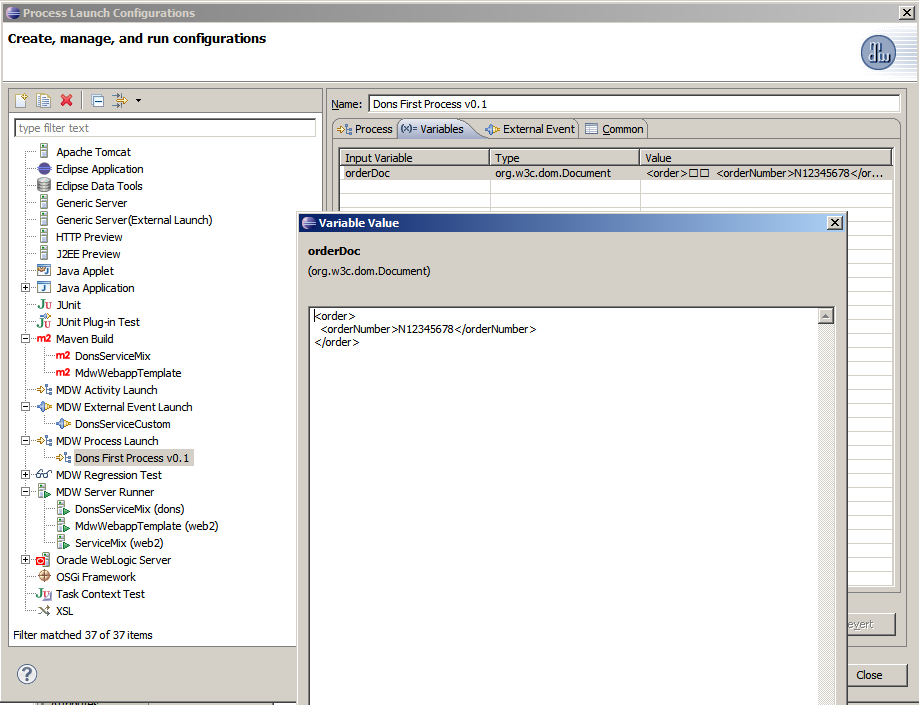 Process Launch Configurations
Create, manage, and run configurations
Name: Dons First Process v0.1
type filter text
Process (x)= Variables External Event Common
Input Variable Type Value
orderDoc org.w3c.dom.Document <order>□□ <orderNumber>N12345678</or...
Apache Tomcat
Eclipse Application
Eclipse Data Tools
Generic Server
Generic Server(External Launch)
HTTP Preview
J2EE Preview
Java Applet
Java Application
JUnit
JUnit Plug-in Test
Maven Build
DonsServiceMix
MdwWebappTemplate
MDW Activity Launch
MDW External Event Launch
DonsServiceCustom
MDW Process Launch
Dons First Process v0.1
MDW Regression Test
MDW Server Runner
DonsServiceMix (dons)
MdwWebappTemplate (web2)
ServiceMix (web2)
Oracle WebLogic Server
OSGi Framework
Task Context Test
XSL
Filter matched 37 of 37 items
Variable Value
orderDoc
(org.w3c.dom.Document)
<order>
<orderNumber>N12345678</orderNumber>
</order>
evert
Close